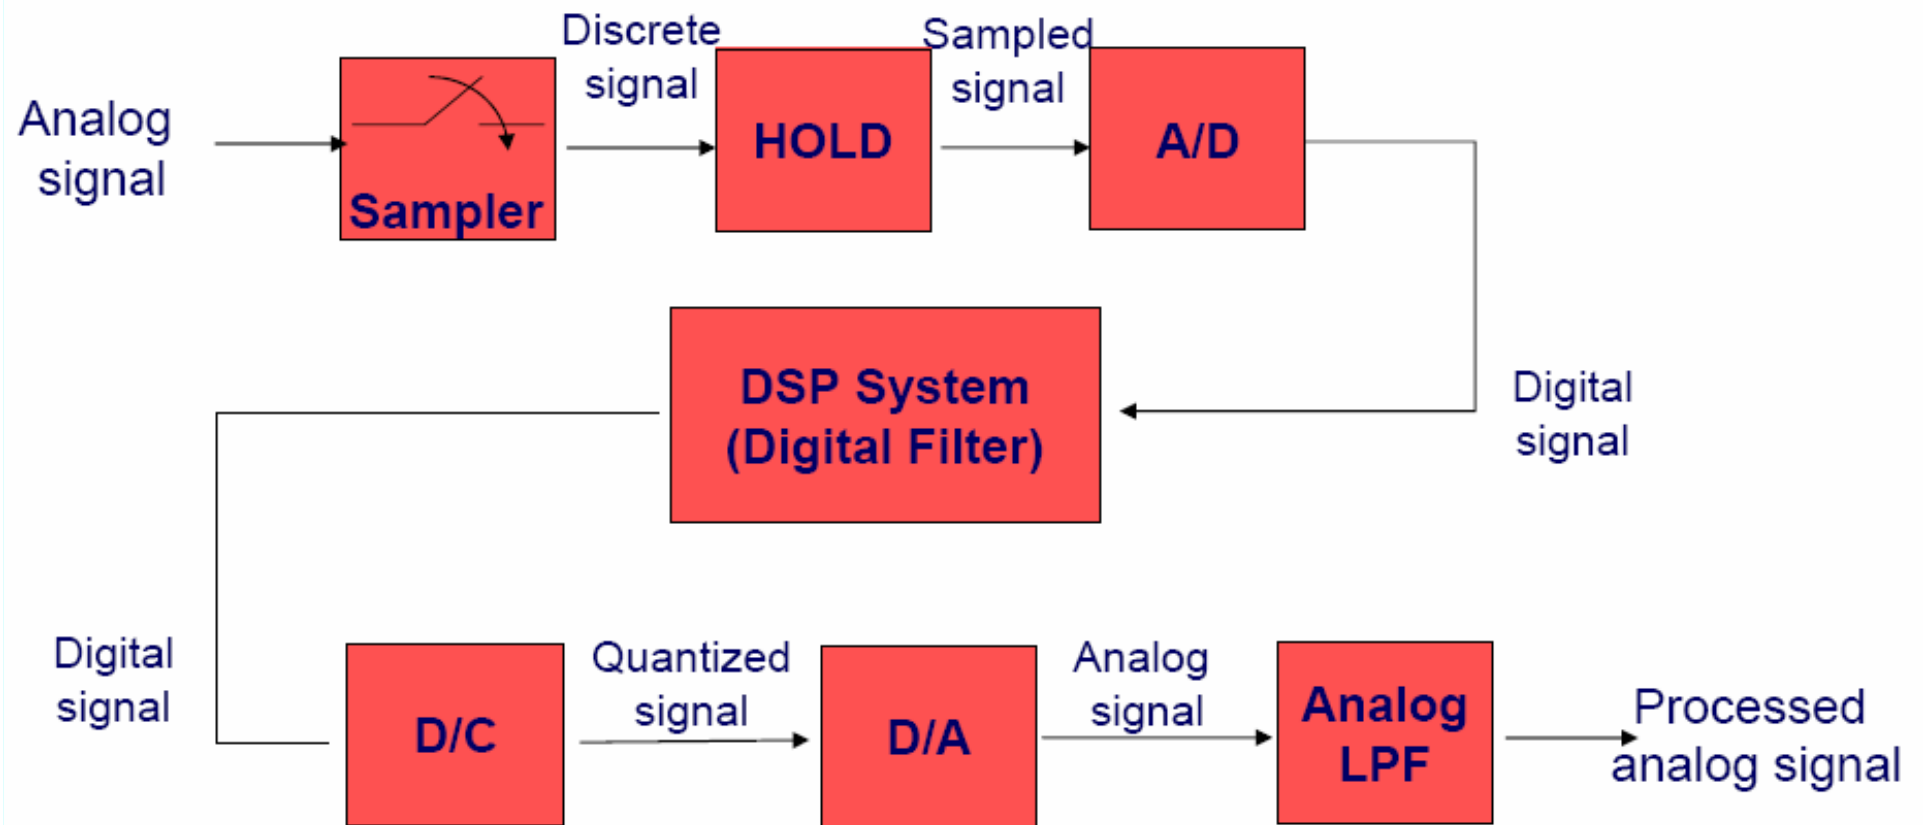 Analog
signal
Sampler
Discrete
signal
HOLD
Sampled
signal
A/D
Digital
signal
DSP System
(Digital Filter)
Digital
signal
D/C
Quantized
signal
D/A
Analog
signal
Analog
LPF
Processed
analog signal